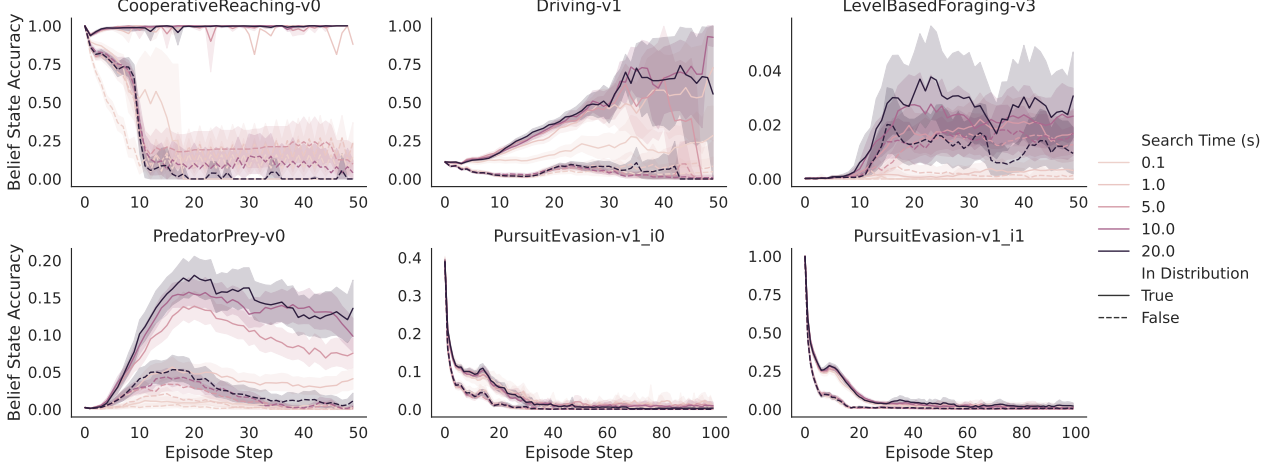 CooperativeReaching-v0
Driving-v1
LevelBasedForaging-v3
Belief State Accuracy
1.00
0.75
0.50
0.25
0.00
0 10 20 30 40 50
1.00
0.75
0.50
0.25
0.00
0 10 20 30 40 50
0.04
0.02
0.00
0 10 20 30 40 50
PredatorPrey-v0
PursuitEvasion-v1_i0
PursuitEvasion-v1_i1
Belief State Accuracy
0.20
0.15
0.10
0.05
0.00
0 10 20 30 40 50
Episode Step
0.4
0.3
0.2
0.1
0.0
0 20 40 60 80 100
Episode Step
1.00
0.75
0.50
0.25
0.00
0 20 40 60 80 100
Episode Step
Search Time (s)
0.1
1.0
5.0
10.0
20.0
In Distribution
True
False